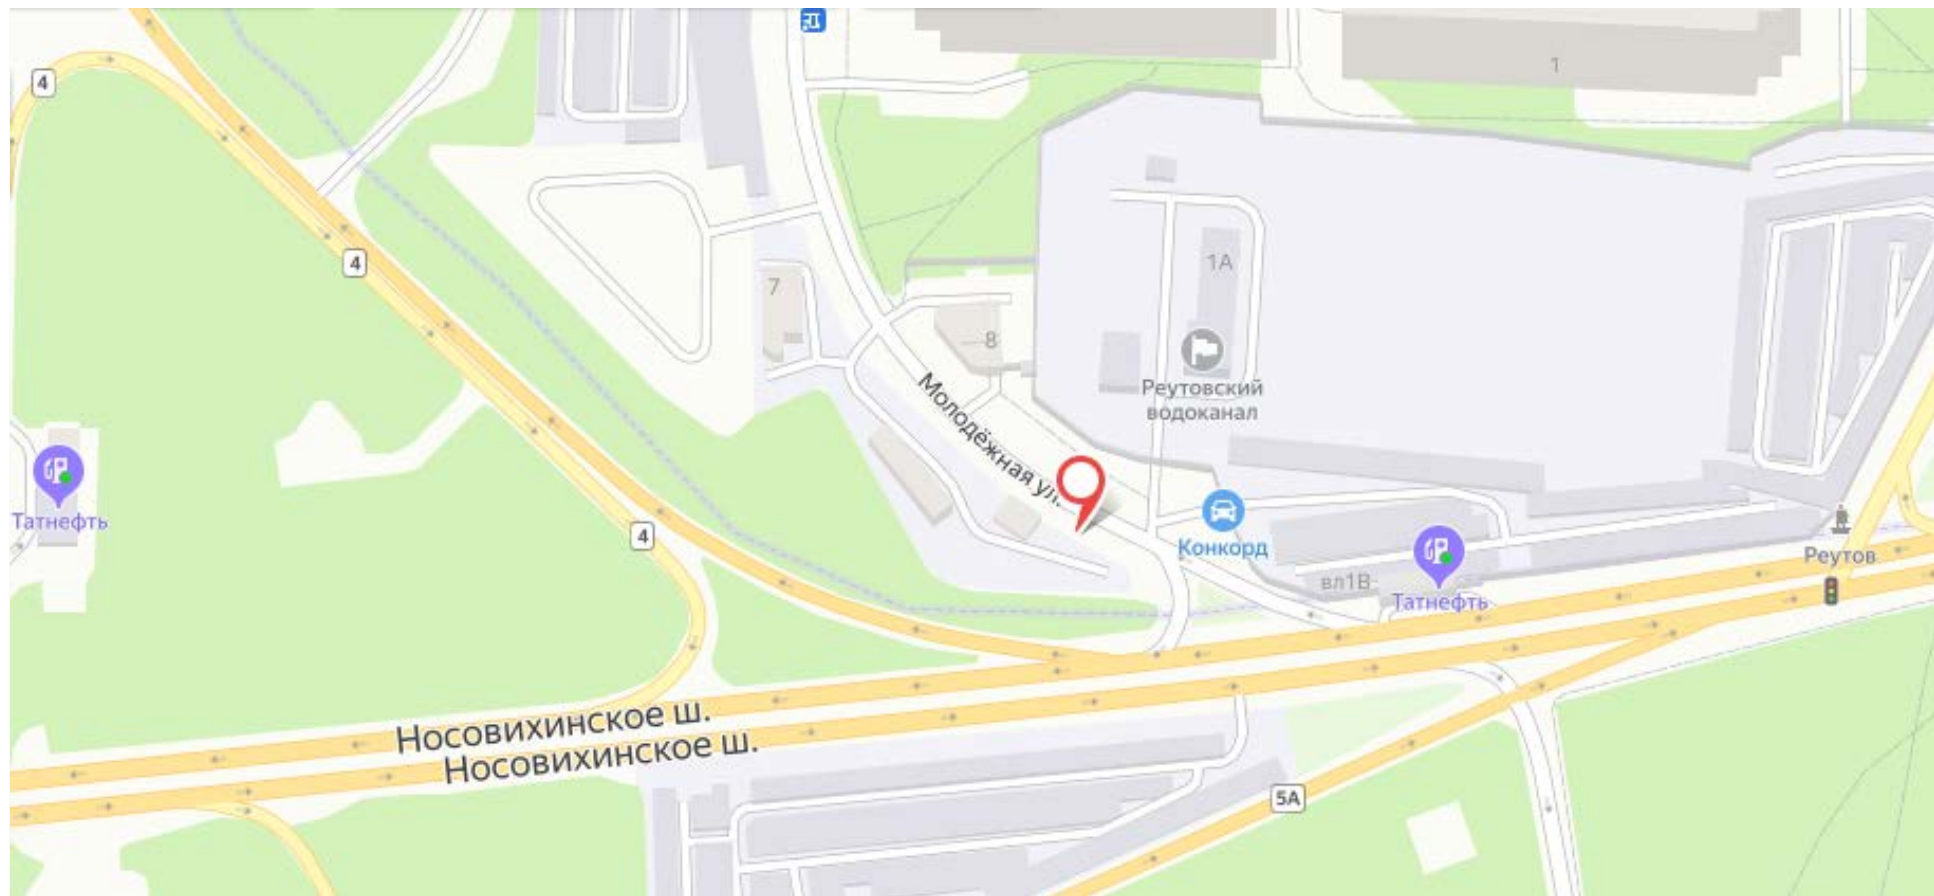 4
1
4
1А
7
8
Реутовский
водоканал
Молодёжная ул.
Татнефть
4
Конкорд
Реутов
вл1В
Татнефть
Носовихинское ш.
Носовихинское ш.
5А